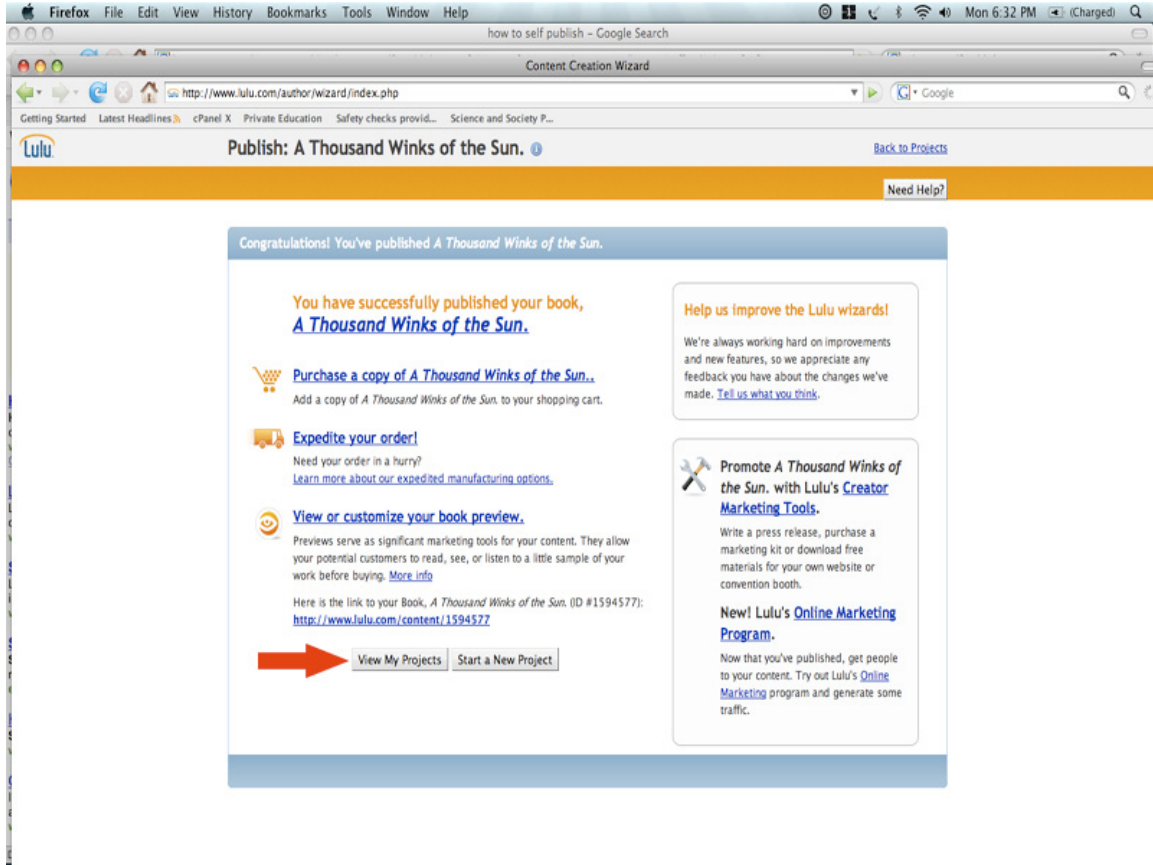 Firefox File Edit View History Bookmarks Tools Window Help Mon 6:32 PM (Charged)
how to self publish – Google Search
Content Creation Wizard
http://www.lulu.com/author/wizard/index.php Google
Getting Started Latest Headlines cPanel X Private Education Safety checks provid... Science and Society P...
Lulu Publish: A Thousand Winks of the Sun. Back to Projects
Need Help?
Congratulations! You've published A Thousand Winks of the Sun.
You have successfully published your book,
A Thousand Winks of the Sun.
Purchase a copy of A Thousand Winks of the Sun..
Add a copy of A Thousand Winks of the Sun. to your shopping cart.
Expedite your order!
Need your order in a hurry?
Learn more about our expedited manufacturing options.
View or customize your book preview.
Previews serve as significant marketing tools for your content. They allow
your potential customers to read, see, or listen to a little sample of your
work before buying. More info
Here is the link to your Book, A Thousand Winks of the Sun. (ID #1594577):
http://www.lulu.com/content/1594577
View My Projects Start a New Project
Help us improve the Lulu wizards!
We're always working hard on improvements
and new features, so we appreciate any
feedback you have about the changes we've
made. Tell us what you think.
Promote A Thousand Winks of
the Sun. with Lulu's Creator
Marketing Tools.
Write a press release, purchase a
marketing kit or download free
materials for your own website or
convention booth.
New! Lulu's Online Marketing
Program.
Now that you've published, get people
to your content. Try out Lulu's Online
Marketing program and generate some
traffic.